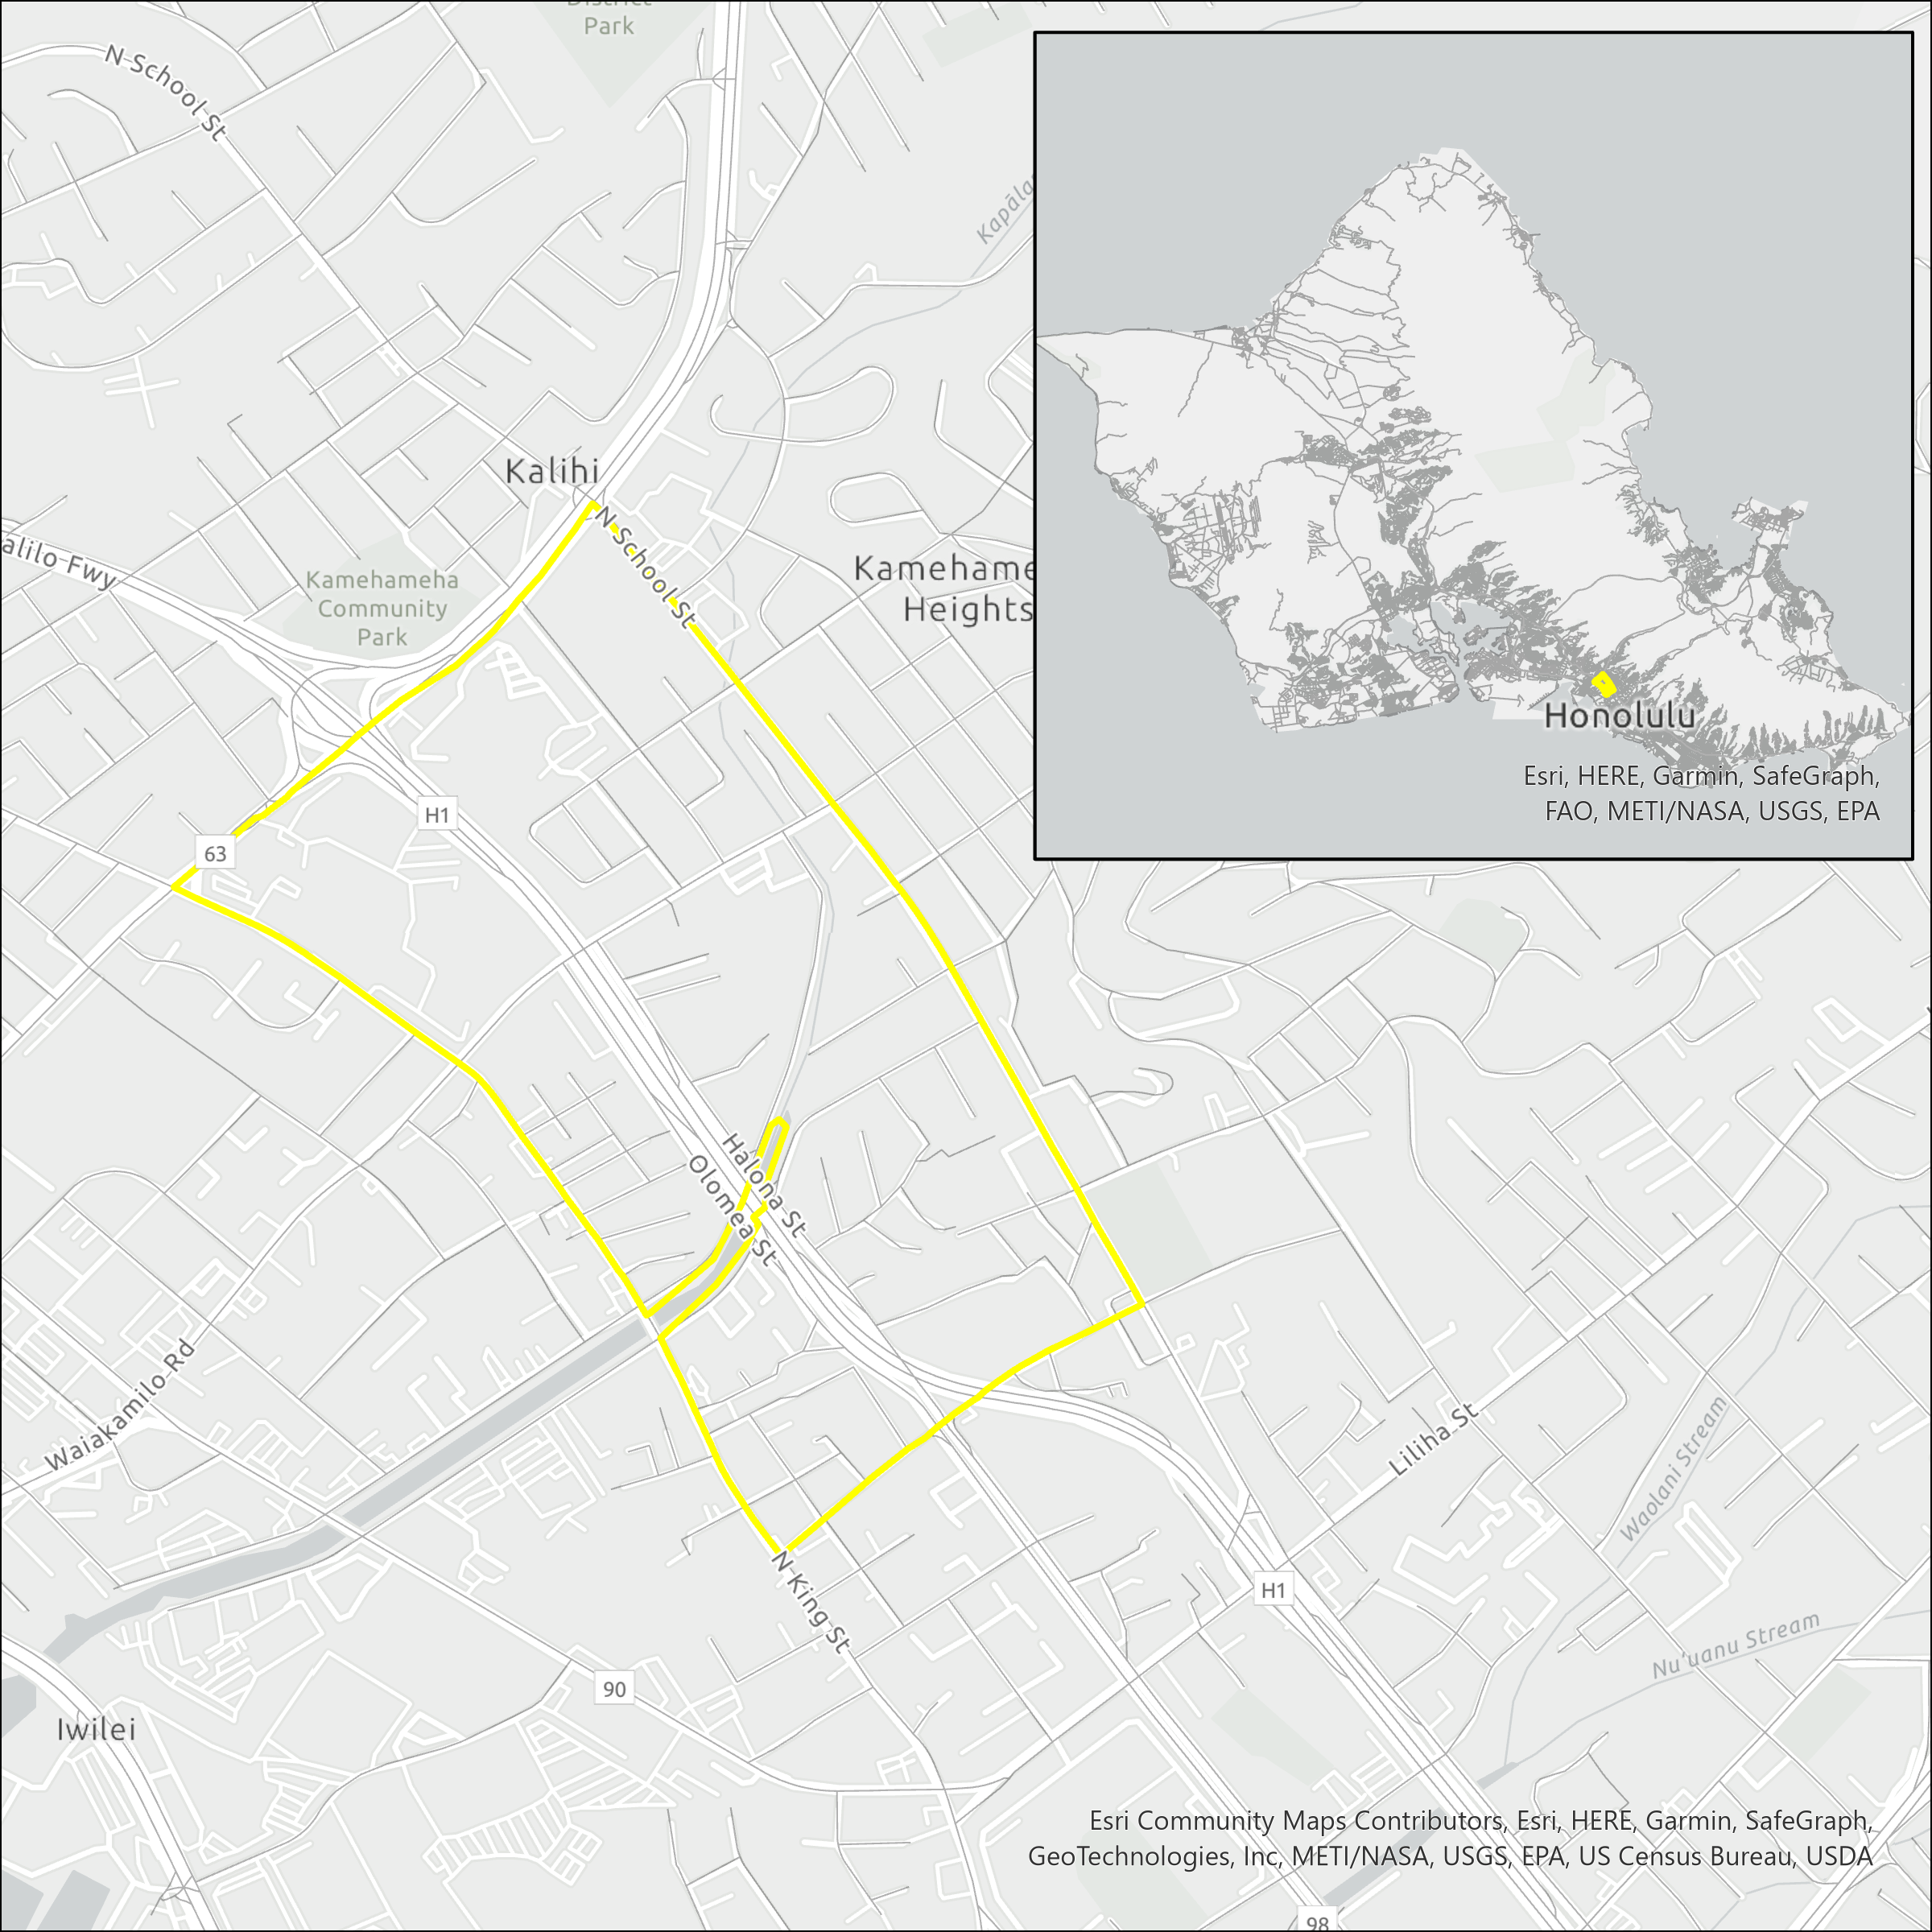 District
Park
N School St
Kapāla
Kalihi
N School St
alilo Fwy
Kamehameha
Community
Park
Kamehame
Heights
Honolulu
Esri, HERE, Garmin, SafeGraph,
FAO, METI/NASA, USGS, EPA
H1
63
Halona St
Olomea St
Waiakamilo Rd
Liliha St
Waolani Stream
N King St
H1
Nu'uanu Stream
90
Iwilei
Esri Community Maps Contributors, Esri, HERE, Garmin, SafeGraph,
GeoTechnologies, Inc, METI/NASA, USGS, EPA, US Census Bureau, USDA
98